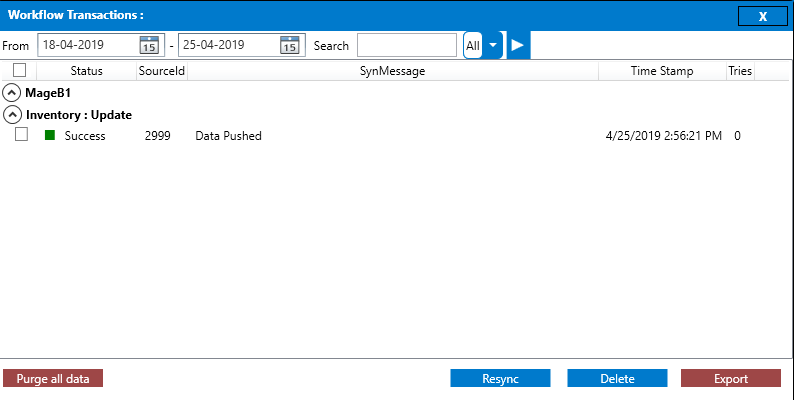 Workflow Transactions :
X
From 18-04-2019 15 - 25-04-2019 15 Search All
Status SourceId SynMessage Time Stamp Tries
MageB1
Inventory : Update
Success 2999 Data Pushed 4/25/2019 2:56:21 PM 0
Purge all data Resync Delete Export